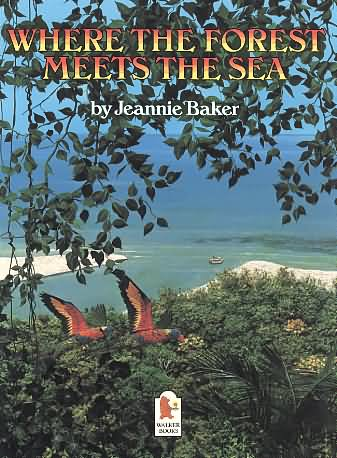 WHERE THE FOREST
MEETS THE SEA
by Jeannie Baker
WALKER
BOOKS